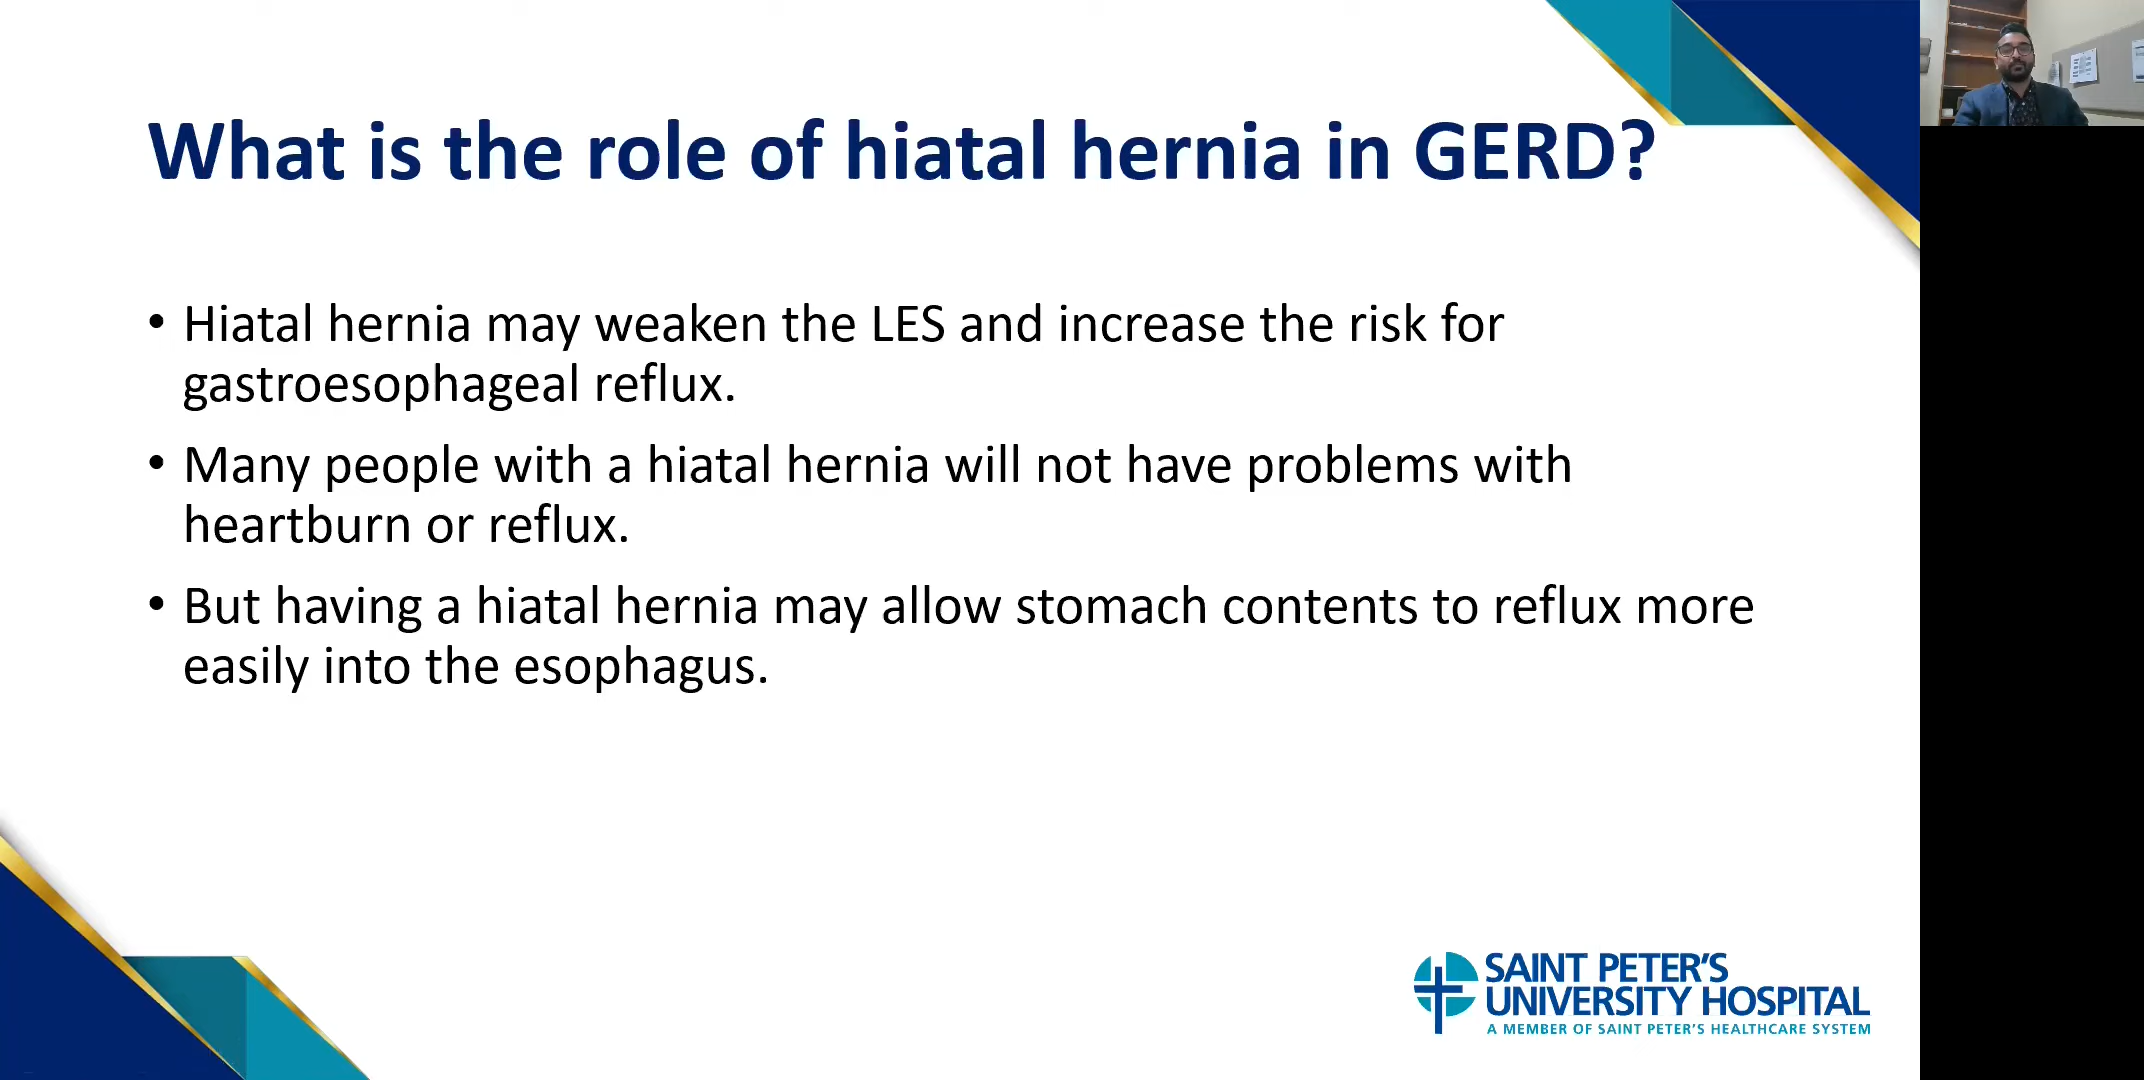 What is the role of hiatal hernia in GERD?
• Hiatal hernia may weaken the LES and increase the risk for
gastroesophageal reflux.
• Many people with a hiatal hernia will not have problems with
heartburn or reflux.
• But having a hiatal hernia may allow stomach contents to reflux more
easily into the esophagus.
SAINT PETER'S
UNIVERSITY HOSPITAL
A MEMBER OF SAINT PETER'S HEALTHCARE SYSTEM